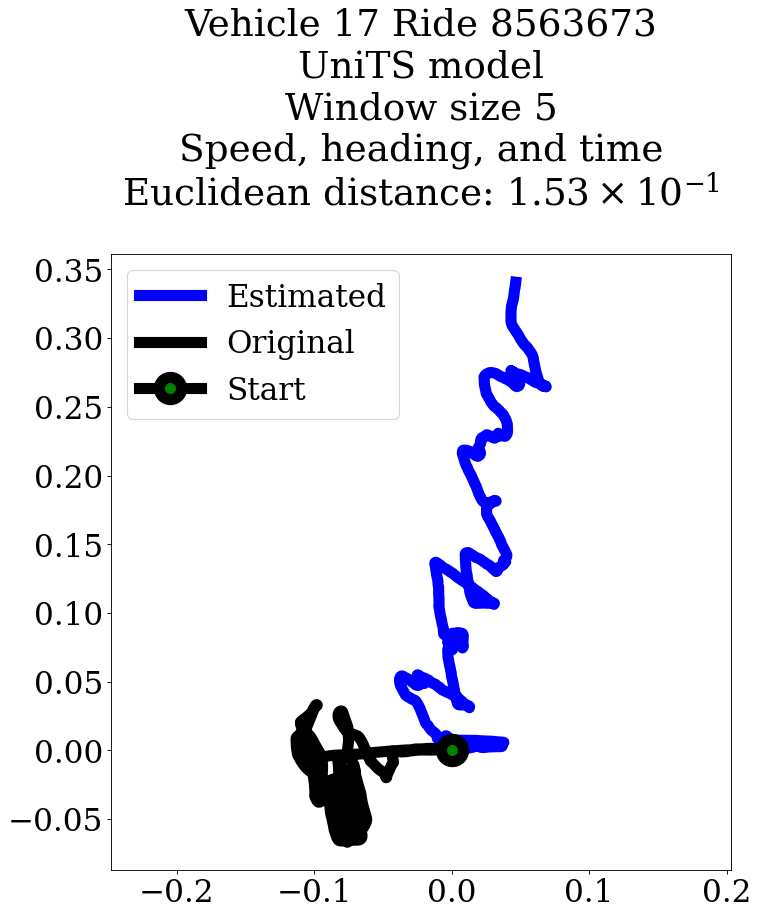 Vehicle 17 Ride 8563673
UniTS model
Window size 5
Speed, heading, and time
Euclidean distance: 1.53 × 10⁻¹
Estimated
Original
Start
0.35
0.30
0.25
0.20
0.15
0.10
0.05
0.00
−0.05
−0.2 −0.1 0.0 0.1 0.2